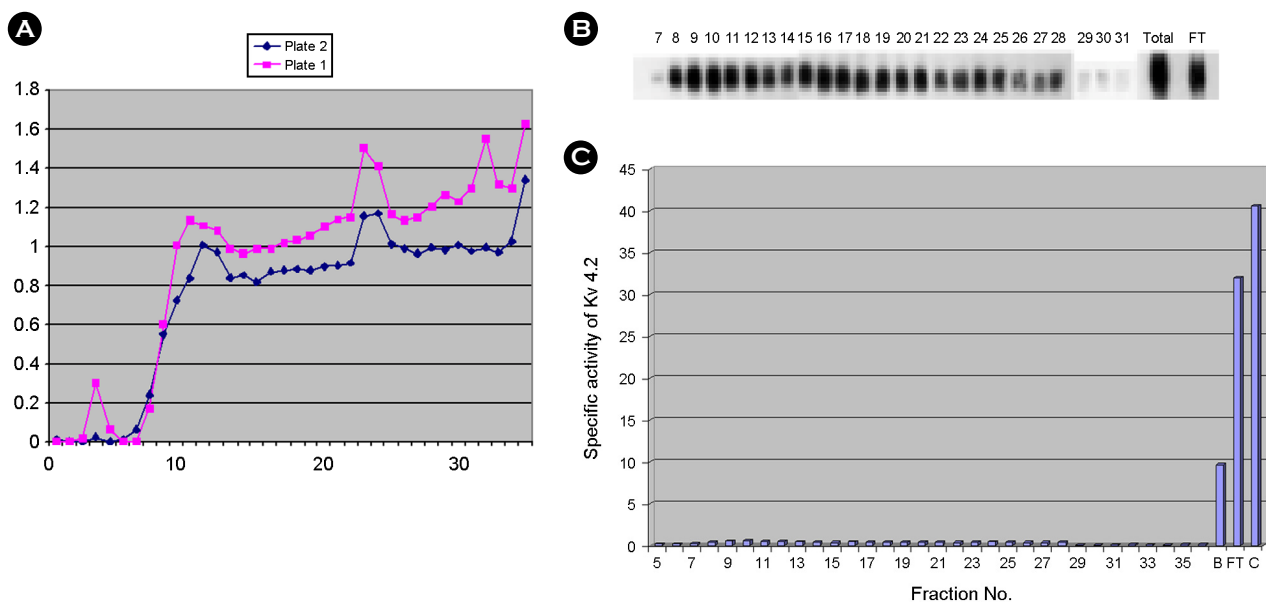 A
Plate 2
Plate 1
1.8
1.6
1.4
1.2
1
0.8
0.6
0.4
0.2
0
0 10 20 30
B
7 8 9 10 11 12 13 14 15 16 17 18 19 20 21 22 23 24 25 26 27 28 29 30 31 Total FT
C
Specific activity of Kv 4.2
45
40
35
30
25
20
15
10
5
0
5 7 9 11 13 15 17 19 21 23 25 27 29 31 33 35 B FT C
Fraction No.